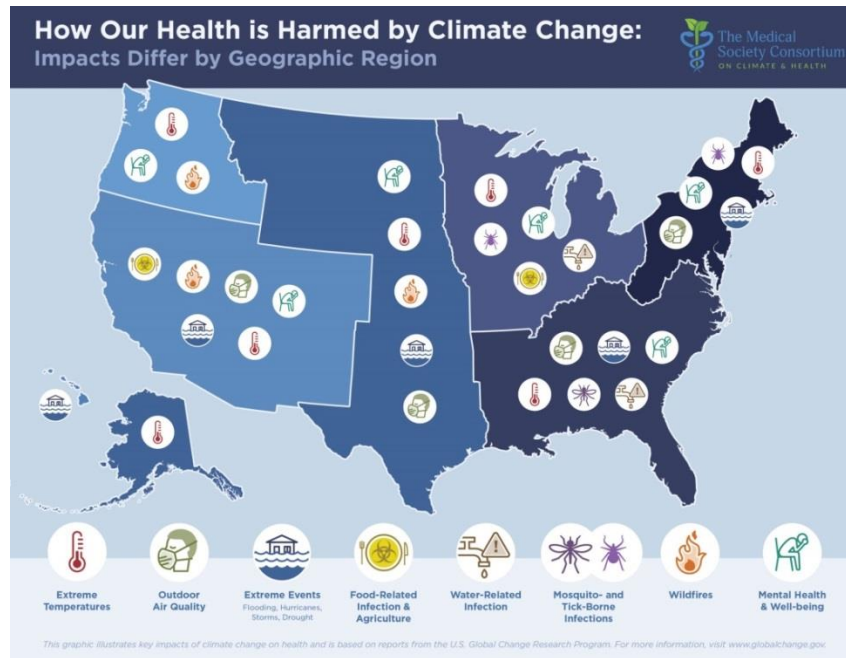 How Our Health is Harmed by Climate Change:
Impacts Differ by Geographic Region
The Medical
Society Consortium
ON CLIMATE & HEALTH
Extreme
Temperatures
Outdoor
Air Quality
Extreme Events
Flooding, Hurricanes,
Storms, Drought
Food-Related
Infection &
Agriculture
Water-Related
Infection
Mosquito- and
Tick-Borne
Infections
Wildfires
Mental Health
& Well-being
This graphic illustrates key impacts of climate change on health and is based on reports from the U.S. Global Change Research Program. For more information, visit www.globalchange.gov.